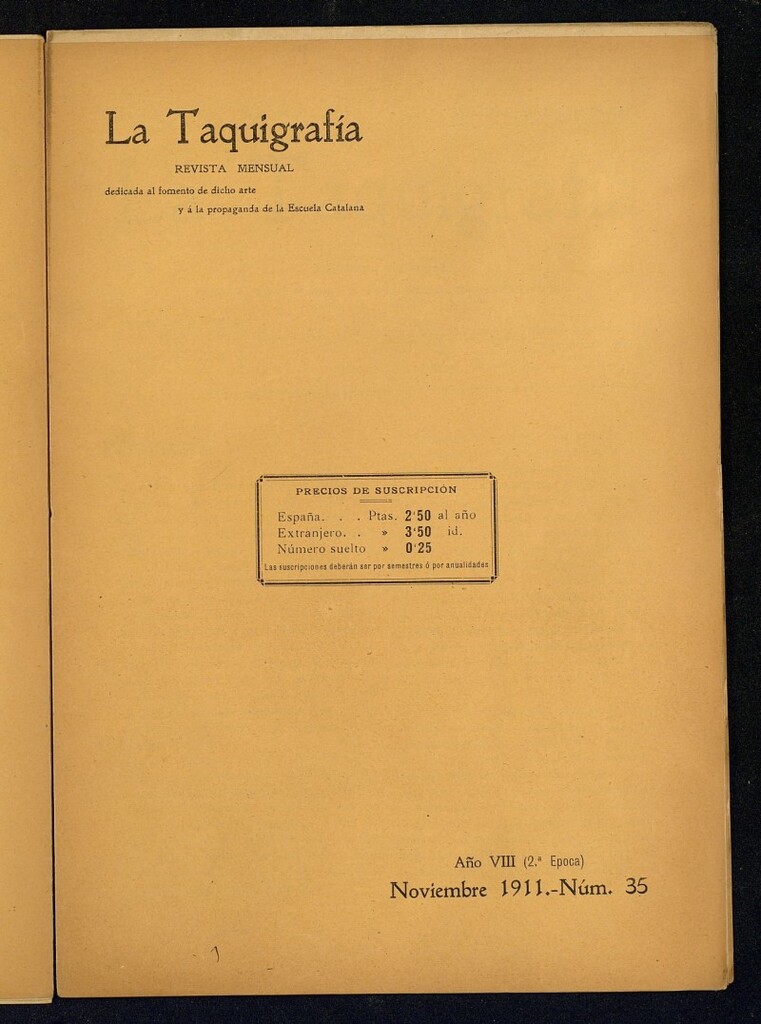 La Taquigrafía
REVISTA MENSUAL
dedicada al fomento de dicho arte
y á la propaganda de la Escuela Catalana
PRECIOS DE SUSCRIPCIÓN
España. . . Ptas. 2'50 al año
Extranjero. . » 3'50 id.
Número suelto » 0'25
Las suscripciones deberán ser por semestres ó por anualidades
Año VIII (2.ª Epoca)
Noviembre 1911.-Núm. 35